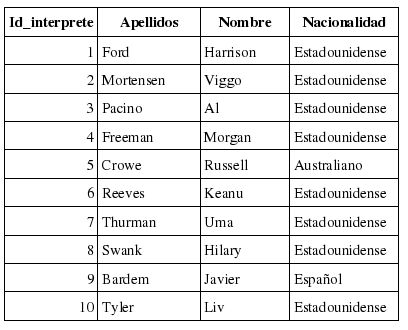 Id_interprete Apellidos Nombre Nacionalidad
1 Ford Harrison Estadounidense
2 Mortensen Viggo Estadounidense
3 Pacino Al Estadounidense
4 Freeman Morgan Estadounidense
5 Crowe Russell Australiano
6 Reeves Keanu Estadounidense
7 Thurman Uma Estadounidense
8 Swank Hilary Estadounidense
9 Bardem Javier Español
10 Tyler Liv Estadounidense